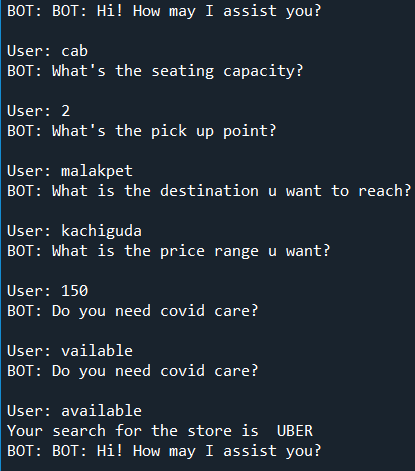 BOT: BOT: Hi! How may I assist you?
User: cab
BOT: What's the seating capacity?
User: 2
BOT: What's the pick up point?
User: malakpet
BOT: What is the destination u want to reach?
User: kachiguda
BOT: What is the price range u want?
User: 150
BOT: Do you need covid care?
User: vailable
BOT: Do you need covid care?
User: available
Your search for the store is  UBER
BOT: BOT: Hi! How may I assist you?